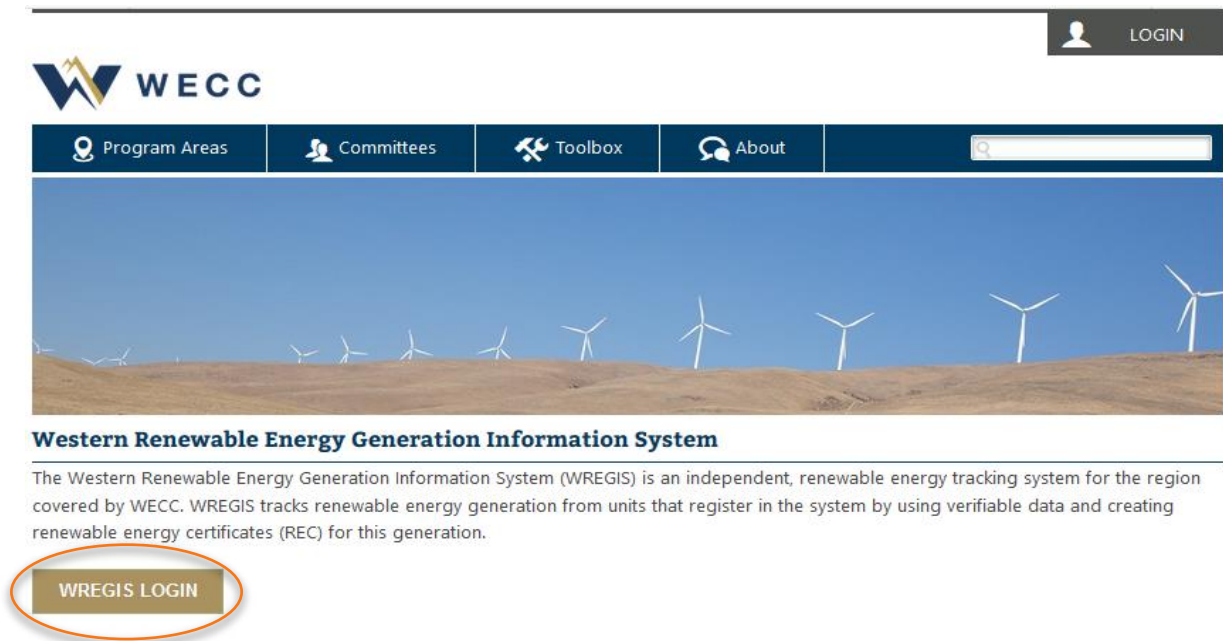 LOGIN
WECC
Program Areas Committees Toolbox About
Western Renewable Energy Generation Information System
The Western Renewable Energy Generation Information System (WREGIS) is an independent, renewable energy tracking system for the region
covered by WECC. WREGIS tracks renewable energy generation from units that register in the system by using verifiable data and creating
renewable energy certificates (REC) for this generation.
WREGIS LOGIN